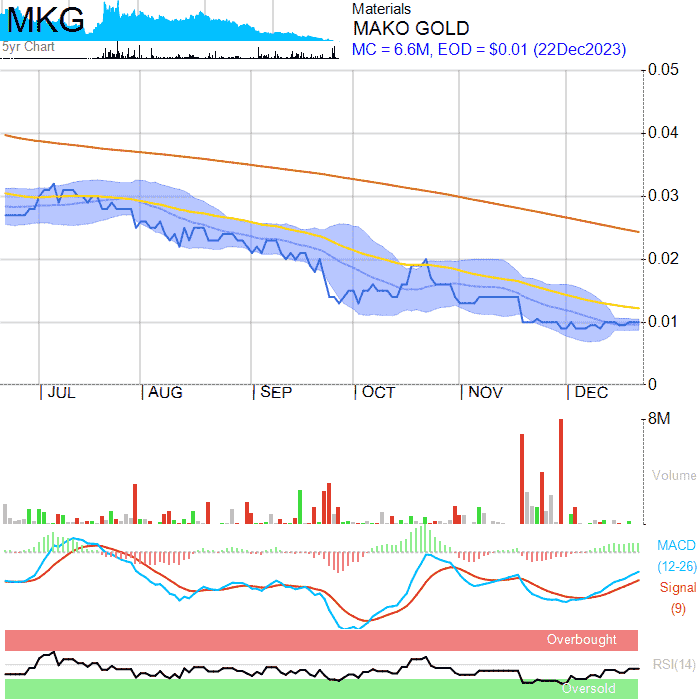 MKG
5yr Chart
Materials
MAKO GOLD
MC = 6.6M, EOD = $0.01 (22Dec2023)
0.05
0.04
0.03
0.02
0.01
0
JUL AUG SEP OCT NOV DEC
8M
Volume
MACD
(12-26)
Signal
(9)
Overbought
RSI(14)
Oversold